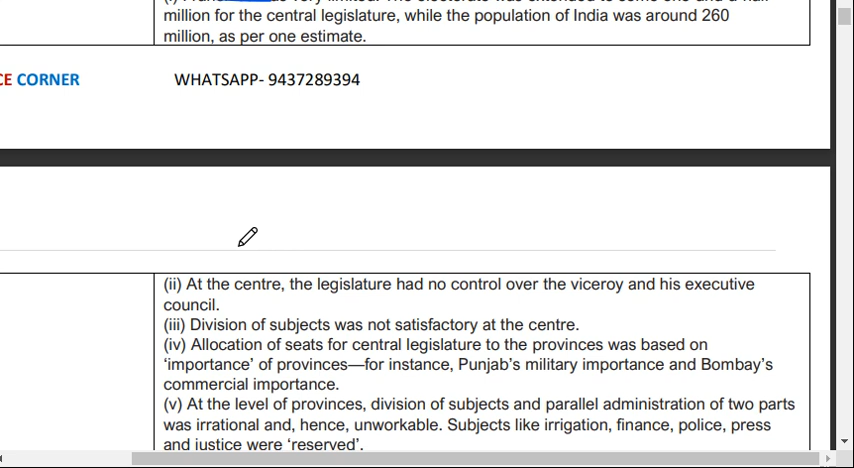 million for the central legislature, while the population of India was around 260
million, as per one estimate.
CE CORNER WHATSAPP- 9437289394
(ii) At the centre, the legislature had no control over the viceroy and his executive
council.
(iii) Division of subjects was not satisfactory at the centre.
(iv) Allocation of seats for central legislature to the provinces was based on
‘importance’ of provinces—for instance, Punjab’s military importance and Bombay’s
commercial importance.
(v) At the level of provinces, division of subjects and parallel administration of two parts
was irrational and, hence, unworkable. Subjects like irrigation, finance, police, press
and justice were ‘reserved’.